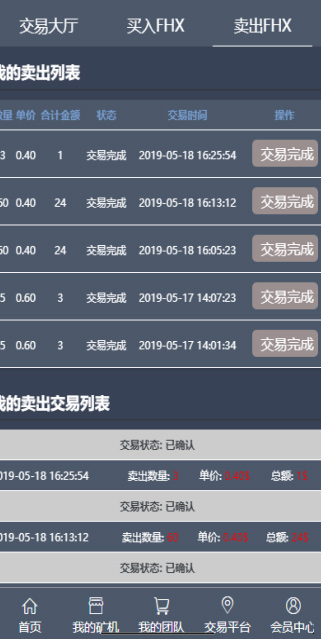 交易大厅 买入FHX 卖出FHX
我的卖出列表
数量 单价 合计金额 状态 交易时间 操作
3 0.40 1 交易完成 2019-05-18 16:25:54 交易完成
60 0.40 24 交易完成 2019-05-18 16:13:12 交易完成
60 0.40 24 交易完成 2019-05-18 16:05:23 交易完成
5 0.60 3 交易完成 2019-05-17 14:07:23 交易完成
5 0.60 3 交易完成 2019-05-17 14:01:34 交易完成
我的卖出交易列表
交易状态: 已确认
2019-05-18 16:25:54 卖出数量: 单价: 总额:
交易状态: 已确认
2019-05-18 16:13:12 卖出数量: 单价: 总额:
交易状态: 已确认
首页 我的矿机 我的团队 交易平台 会员中心